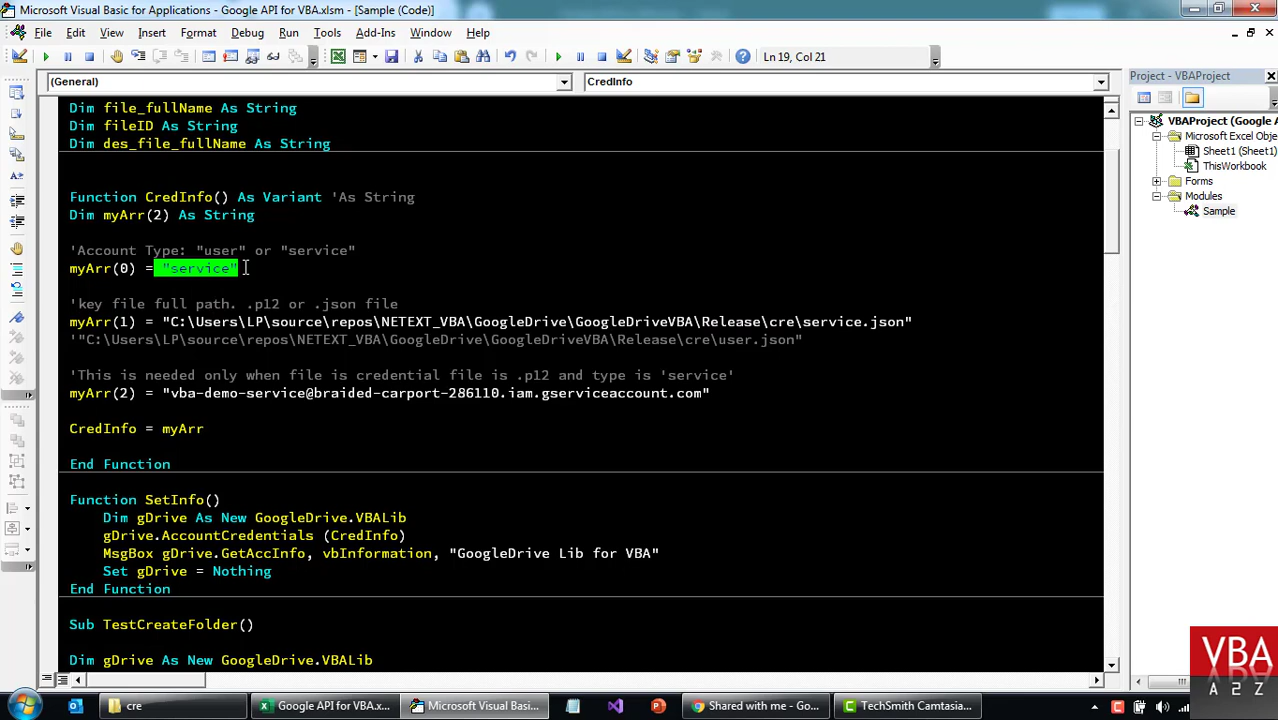 Microsoft Visual Basic for Applications - Google API for VBA.xlsm - [Sample (Code)]
File Edit View Insert Format Debug Run Tools Add-Ins Window Help
Ln 19, Col 21
(General) CredInfo
Project - VBAProject
VBAProject (Google A
Microsoft Excel Obje
Sheet1 (Sheet1)
ThisWorkbook
Forms
Modules
Sample
Dim file_fullName As String
Dim fileID As String
Dim des_file_fullName As String
Function CredInfo() As Variant 'As String
Dim myArr(2) As String
'Account Type: "user" or "service"
myArr(0) = "service"
'key file full path. .p12 or .json file
myArr(1) = "C:\Users\LP\source\repos\NETEXT_VBA\GoogleDrive\GoogleDriveVBA\Release\cre\service.json"
'"C:\Users\LP\source\repos\NETEXT_VBA\GoogleDrive\GoogleDriveVBA\Release\cre\user.json"
'This is needed only when file is credential file is .p12 and type is 'service'
myArr(2) = "vba-demo-service@braided-carport-286110.iam.gserviceaccount.com"
CredInfo = myArr
End Function
Function SetInfo()
Dim gDrive As New GoogleDrive.VBALib
gDrive.AccountCredentials (CredInfo)
MsgBox gDrive.GetAccInfo, vbInformation, "GoogleDrive Lib for VBA"
Set gDrive = Nothing
End Function
Sub TestCreateFolder()
Dim gDrive As New GoogleDrive.VBALib
VBA
A 2 Z
cre
Google API for VBA.x...
Microsoft Visual Basi...
Shared with me - Go...
TechSmith Camtasia...